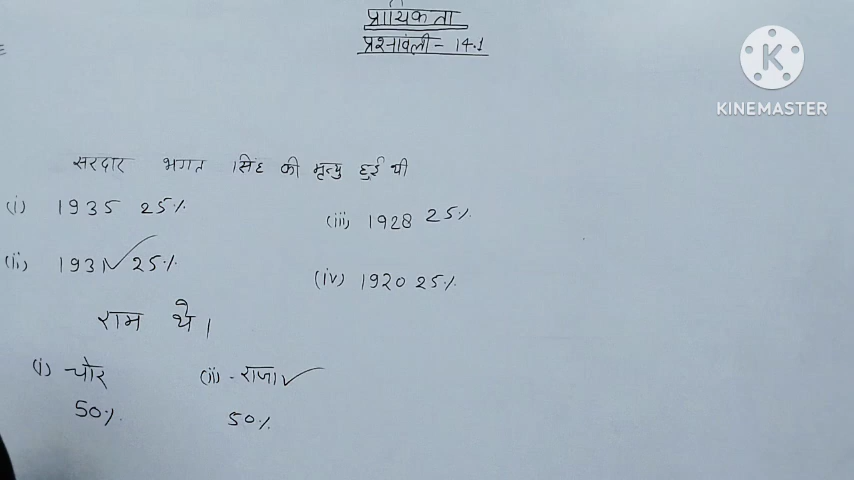 प्रायिकता
प्रश्नावली - 14.1
KINEMASTER
सरदार भगत सिंह की मृत्यु हुई थी
(i) 1935 25% (iii) 1928 25%
(ii) 1931✓ 25% (iv) 1920 25%
राम थे।
(i) चोर (ii) - राजा✓
50% 50%